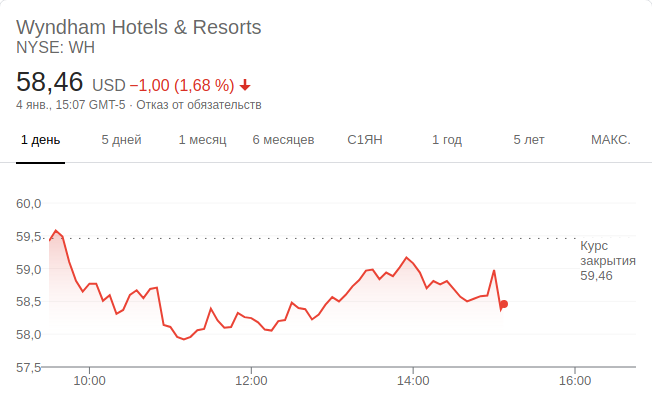 Wyndham Hotels & Resorts
NYSE: WH
58,46 USD −1,00 (1,68 %)
4 янв., 15:07 GMT-5 · Отказ от обязательств
1 день 5 дней 1 месяц 6 месяцев С1ЯН 1 год 5 лет МАКС.
60,0
59,5
Курс
закрытия
59,46
59,0
58,5
58,0
57,5
10:00 12:00 14:00 16:00